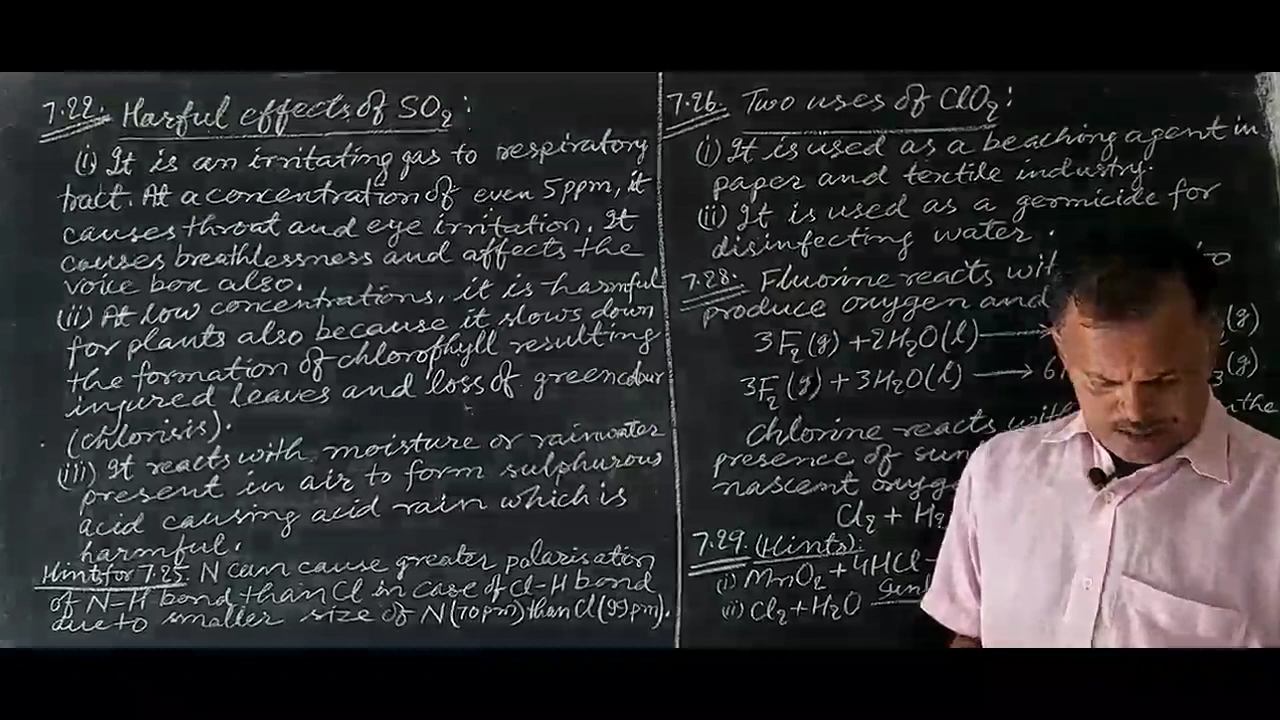 7.22. Harful effects of SO₂:
(i) It is an irritating gas to respiratory
tract. At a concentration of even 5ppm, it
causes throat and eye irritation. It
causes breathlessness and affects the
voice box also.
(ii) At low concentrations, it is harmful
for plants also because it slows down
the formation of chlorophyll resulting
injured leaves and loss of green colour
(chlorisis).
(iii) It reacts with moisture or rainwater
present in air to form sulphurous
acid causing acid rain which is
harmful.
Hints for 7.25: N can cause greater polarisation
of N-H bond than Cl in case of Cl-H bond
due to smaller size of N (70pm) than Cl (99pm).
7.26. Two uses of ClO₂:
(i) It is used as a beaching agent in
paper and textile industry.
(ii) It is used as a germicide for
disinfecting water.
7.28. Fluorine reacts wit to
produce oxygen and
3F₂(g) + 2H₂O(l) → (g)
3F₂(g) + 3H₂O(l) → 6 ₃(g)
chlorine reacts with the
presence of sun
nascent oxyge
Cl₂ + H₂
7.29. (Hints):
(i) MnO₂ + 4HCl
(ii) Cl₂ + H₂O